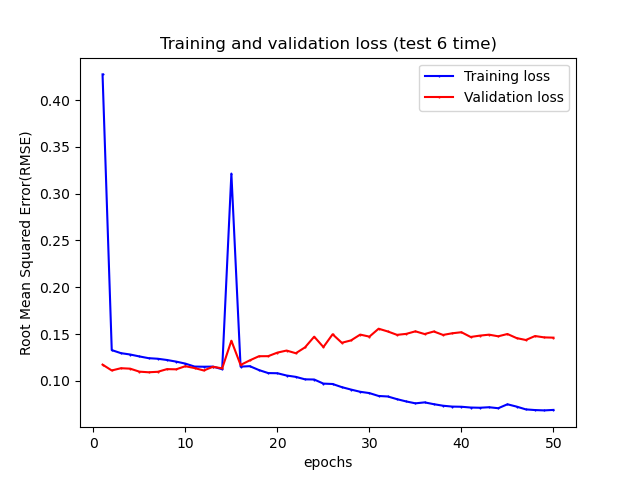 Training and validation loss (test 6 time)
Training loss
Validation loss
0.40
0.35
0.30
0.25
0.20
0.15
0.10
Root Mean Squared Error(RMSE)
0 10 20 30 40 50
epochs